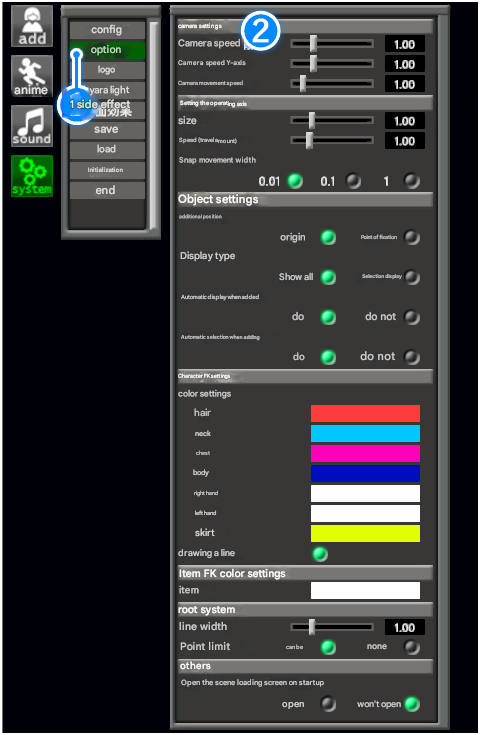 add
anime
sound
system
config
option
logo
yara light
1 side effect
面効果
save
load
Initialization
end
2
camera settings
Camera speed
1.00
Camera speed Y-axis
1.00
Camera movement speed
1.00
Setting the operating axis
size
1.00
Speed (travel amount)
1.00
Snap movement width
0.01 0.1 1
Object settings
additional position
origin Point of fixation
Display type
Show all Selection display
Automatic display when added
do do not
Automatic selection when adding
do do not
Character FK settings
color settings
hair
neck
chest
body
right hand
left hand
skirt
drawing a line
Item FK color settings
item
root system
line width
1.00
Point limit
can be none
others
Open the scene loading screen on startup
open won't open